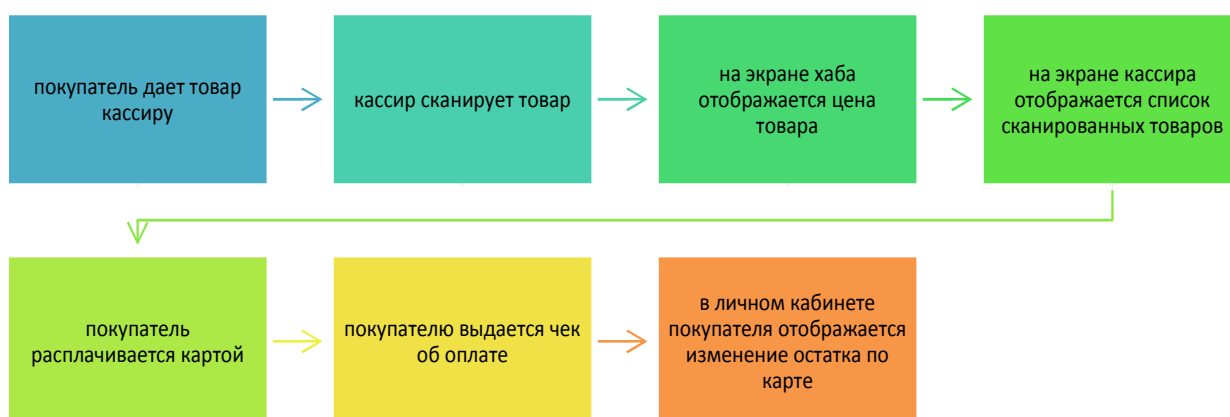 покупатель дает товар
кассиру
кассир сканирует товар
на экране хаба
отображается цена
товара
на экране кассира
отображается список
сканированных товаров
покупатель
расплачивается картой
покупателю выдается чек
об оплате
в личном кабинете
покупателя отображается
изменение остатка по
карте